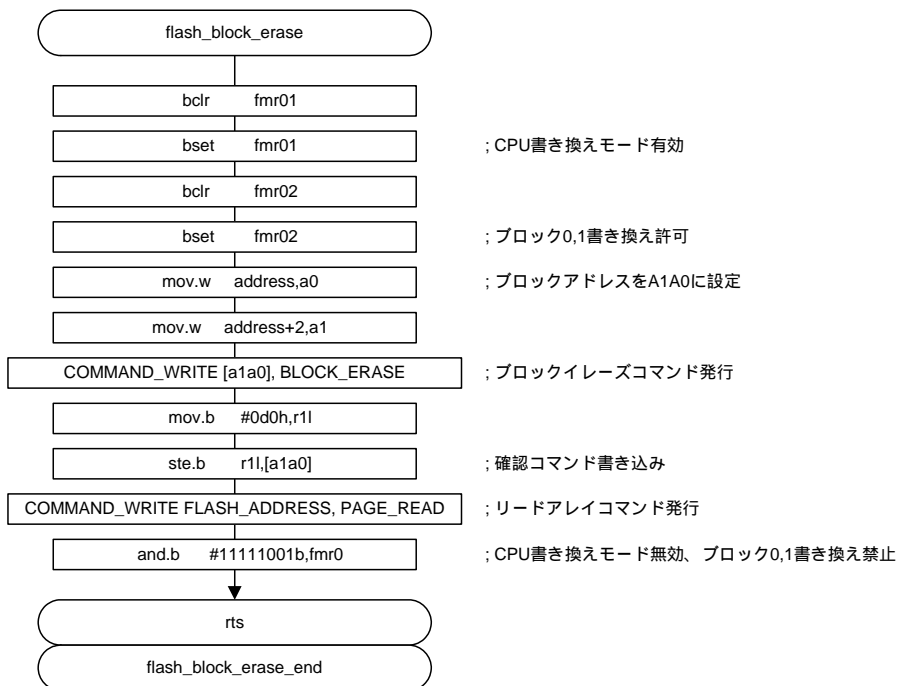 flash_block_erase
bclr fmr01
bset fmr01 ; CPU書き換えモード有効
bclr fmr02
bset fmr02 ; ブロック0,1書き換え許可
mov.w address,a0 ; ブロックアドレスをA1A0に設定
mov.w address+2,a1
COMMAND_WRITE [a1a0], BLOCK_ERASE ; ブロックイレーズコマンド発行
mov.b #0d0h,r1l
ste.b r1l,[a1a0] ; 確認コマンド書き込み
COMMAND_WRITE FLASH_ADDRESS, PAGE_READ ; リードアレイコマンド発行
and.b #11111001b,fmr0 ; CPU書き換えモード無効、ブロック0,1書き換え禁止
rts
flash_block_erase_end